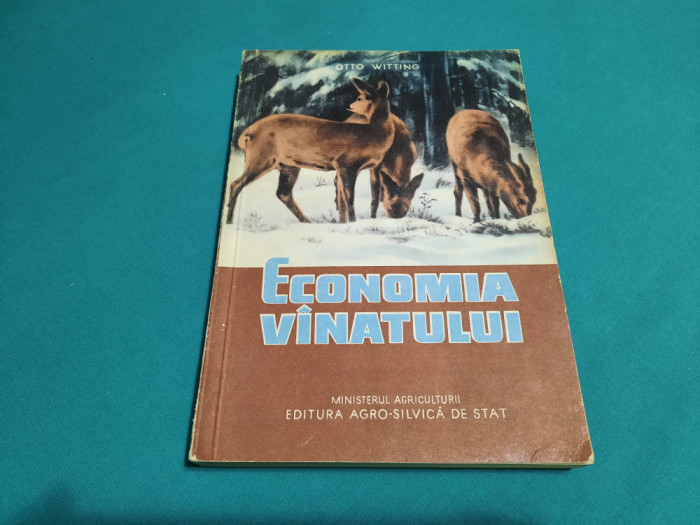 OTTO WITTING
ECONOMIA
VÎNATULUI
MINISTERUL AGRICULTURII
EDITURA AGRO-SILVICĂ DE STAT